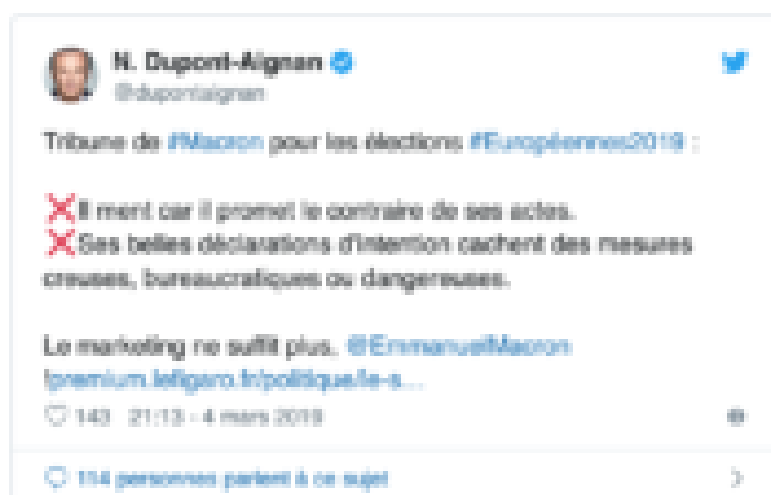 N. Dupont-Aignan
@dupontaignan
Tribune de #Macron pour les élections #Européennes2019 :
❌Il ment car il promet le contraire de ses actes.
❌Ses belles déclarations d'intention cachent des mesures
creuses, bureaucratiques ou dangereuses.
Le marketing ne suffit plus. @EmmanuelMacron
premium.lefigaro.fr/politique/le-s...
143 21:13 - 4 mars 2019
114 personnes parlent à ce sujet